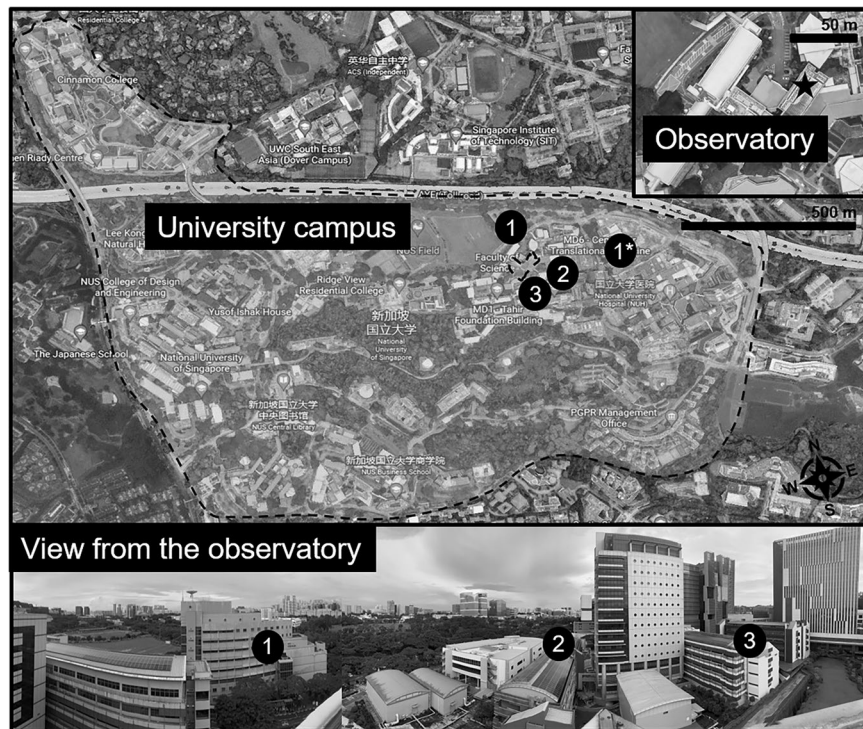 Residential College 4
Cinnamon College
英华自主中学
ACS (Independent)
UWC South East
Asia (Dover Campus)
Singapore Institute
of Technology (SIT)
50 m
Observatory
500 m
University campus
Natural H
NUS Field
1
MD6 - Cen
Translational
1*
Faculty
Scienc
2
3
NUS College of Design
and Engineering
Ridge View
Residential College
Yusof Ishak House
新加坡
国立大学
National
University
of Singapore
MD1 - Tahir
Foundation Building
国立大学医院
National University
Hospital (NUH)
The Japanese School
National University
of Singapore
新加坡国立大学
中央图书馆
NUS Central Library
PGPR Management
Office
新加坡国立大学商学院
NUS Business School
N
W
E
S
View from the observatory
1
2
3